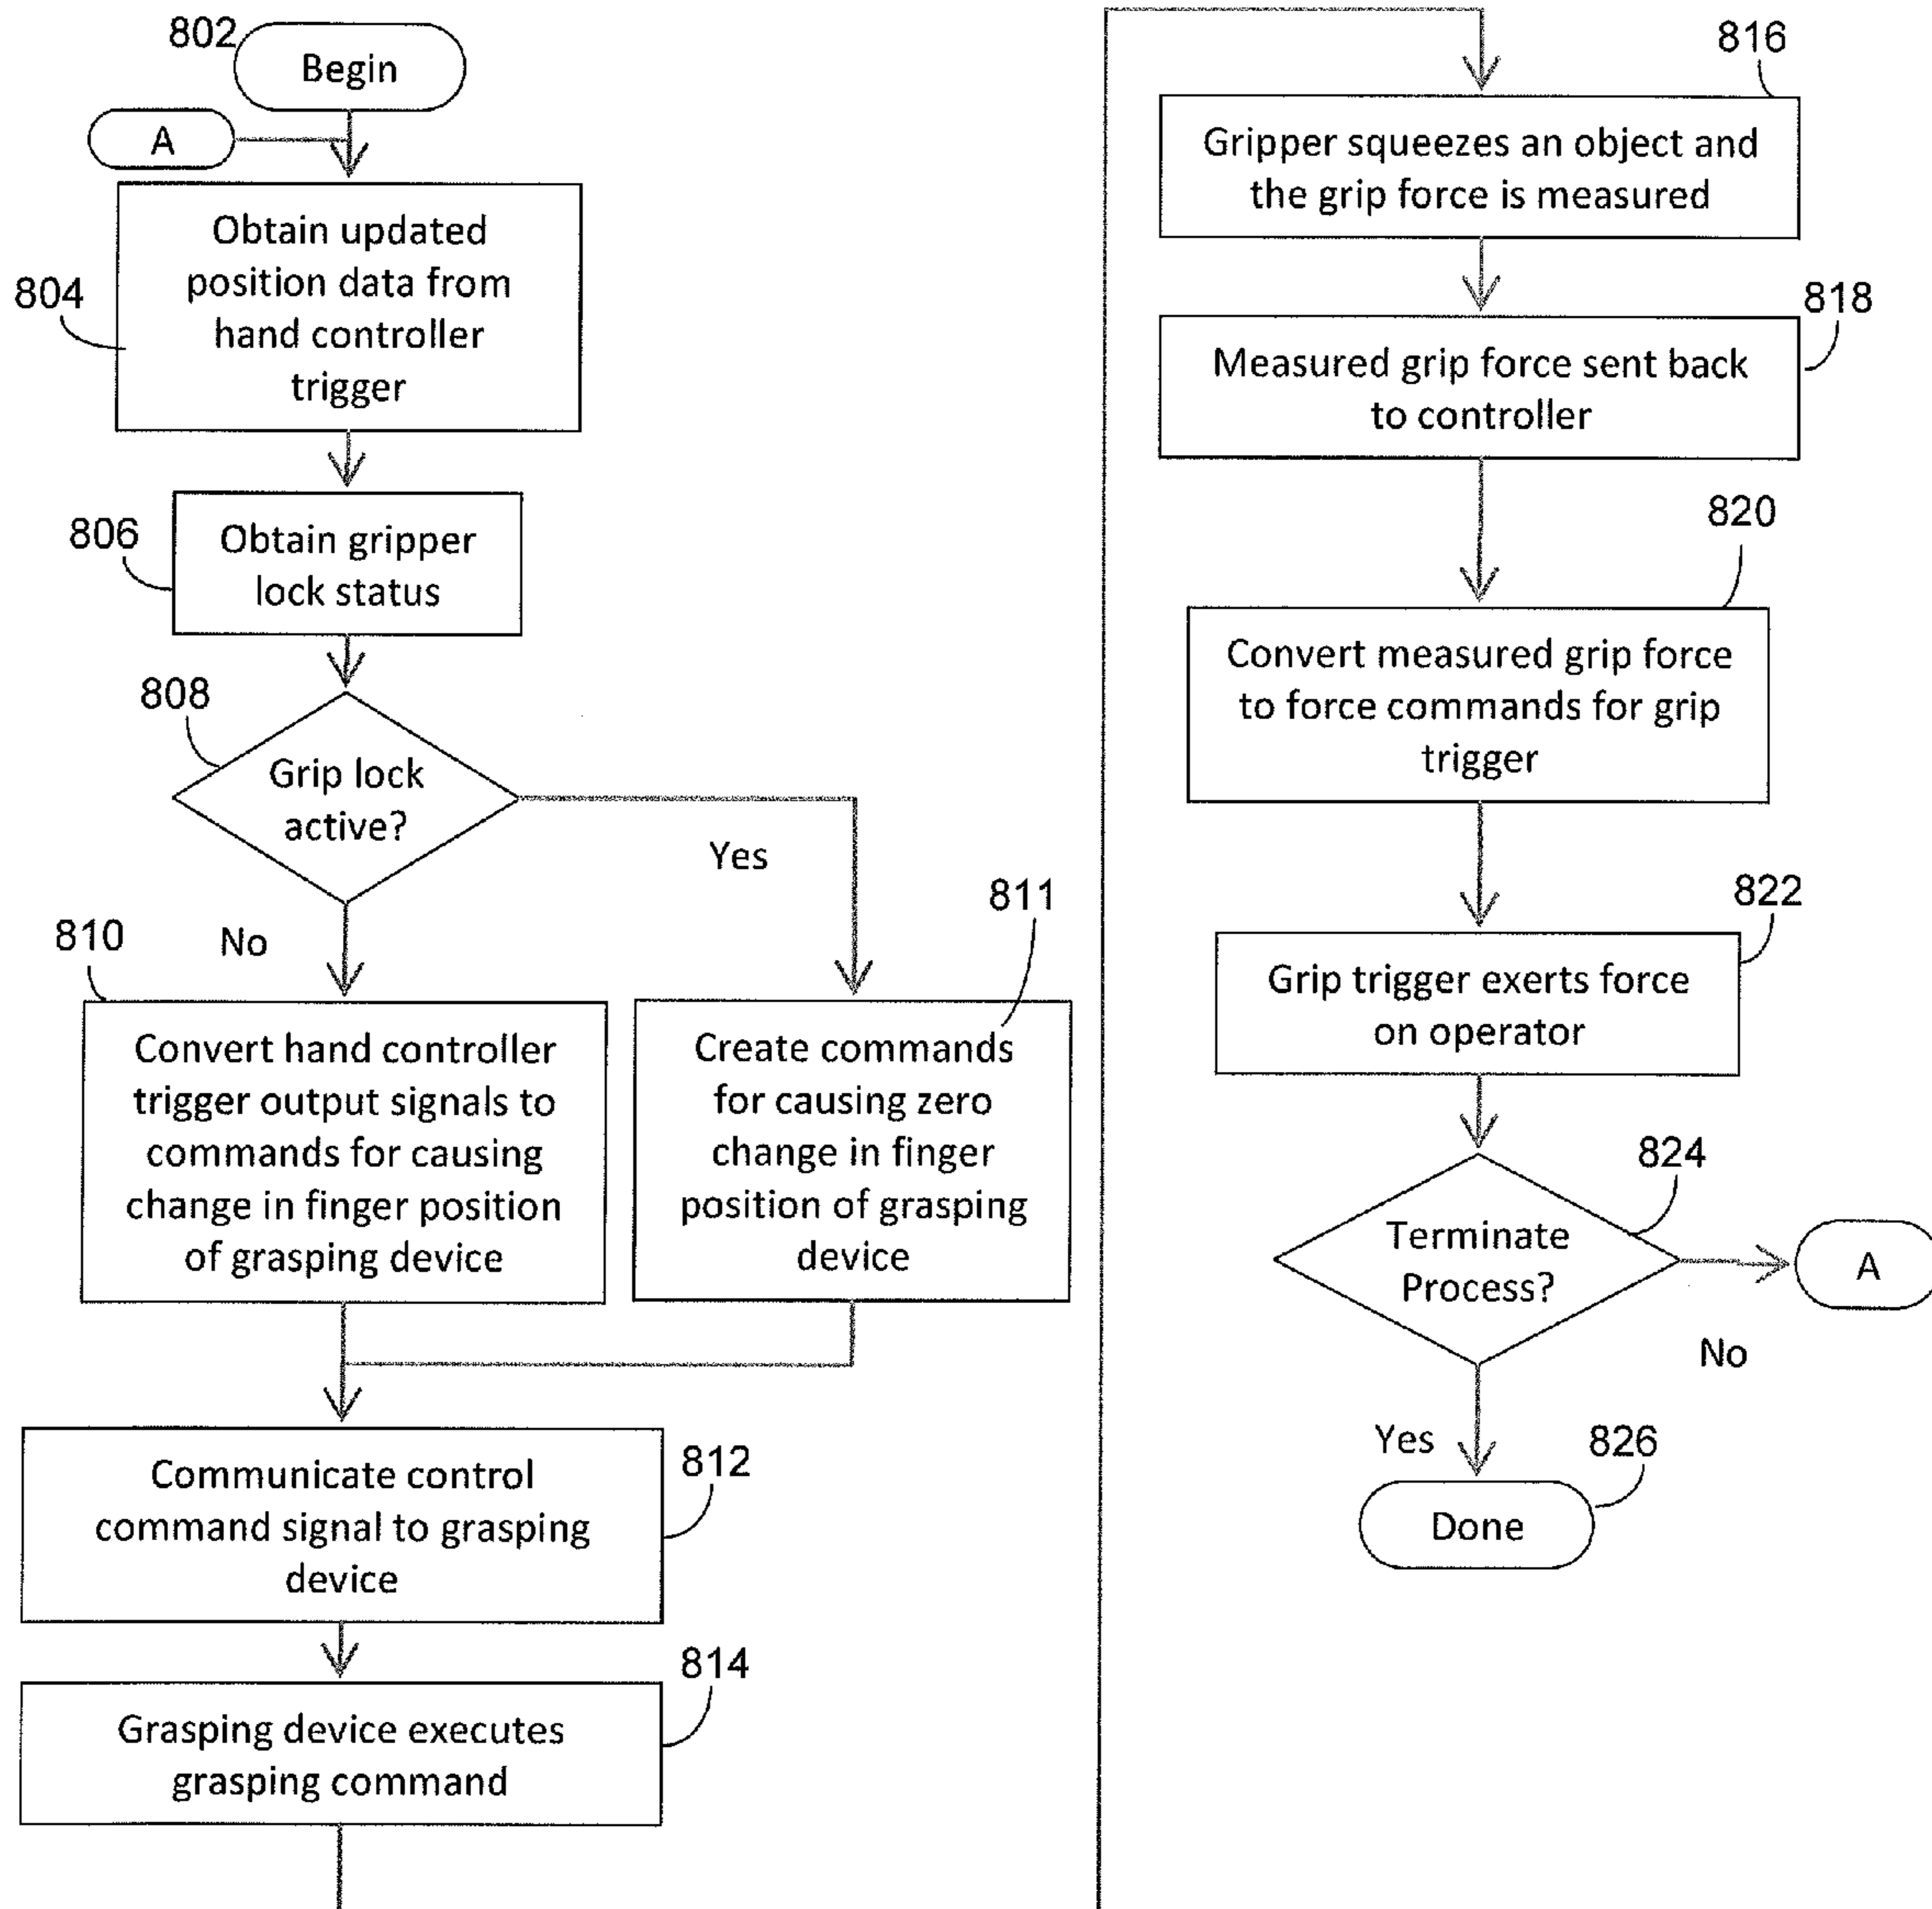 802
Begin
A
804
Obtain updated
position data from
hand controller
trigger
806
Obtain gripper
lock status
808
Grip lock
active?
Yes
No
810
Convert hand controller
trigger output signals to
commands for causing
change in finger position
of grasping device
811
Create commands
for causing zero
change in finger
position of grasping
device
812
Communicate control
command signal to grasping
device
814
Grasping device executes
grasping command
816
Gripper squeezes an object and
the grip force is measured
818
Measured grip force sent back
to controller
820
Convert measured grip force
to force commands for grip
trigger
822
Grip trigger exerts force
on operator
824
Terminate
Process?
A
No
Yes
826
Done